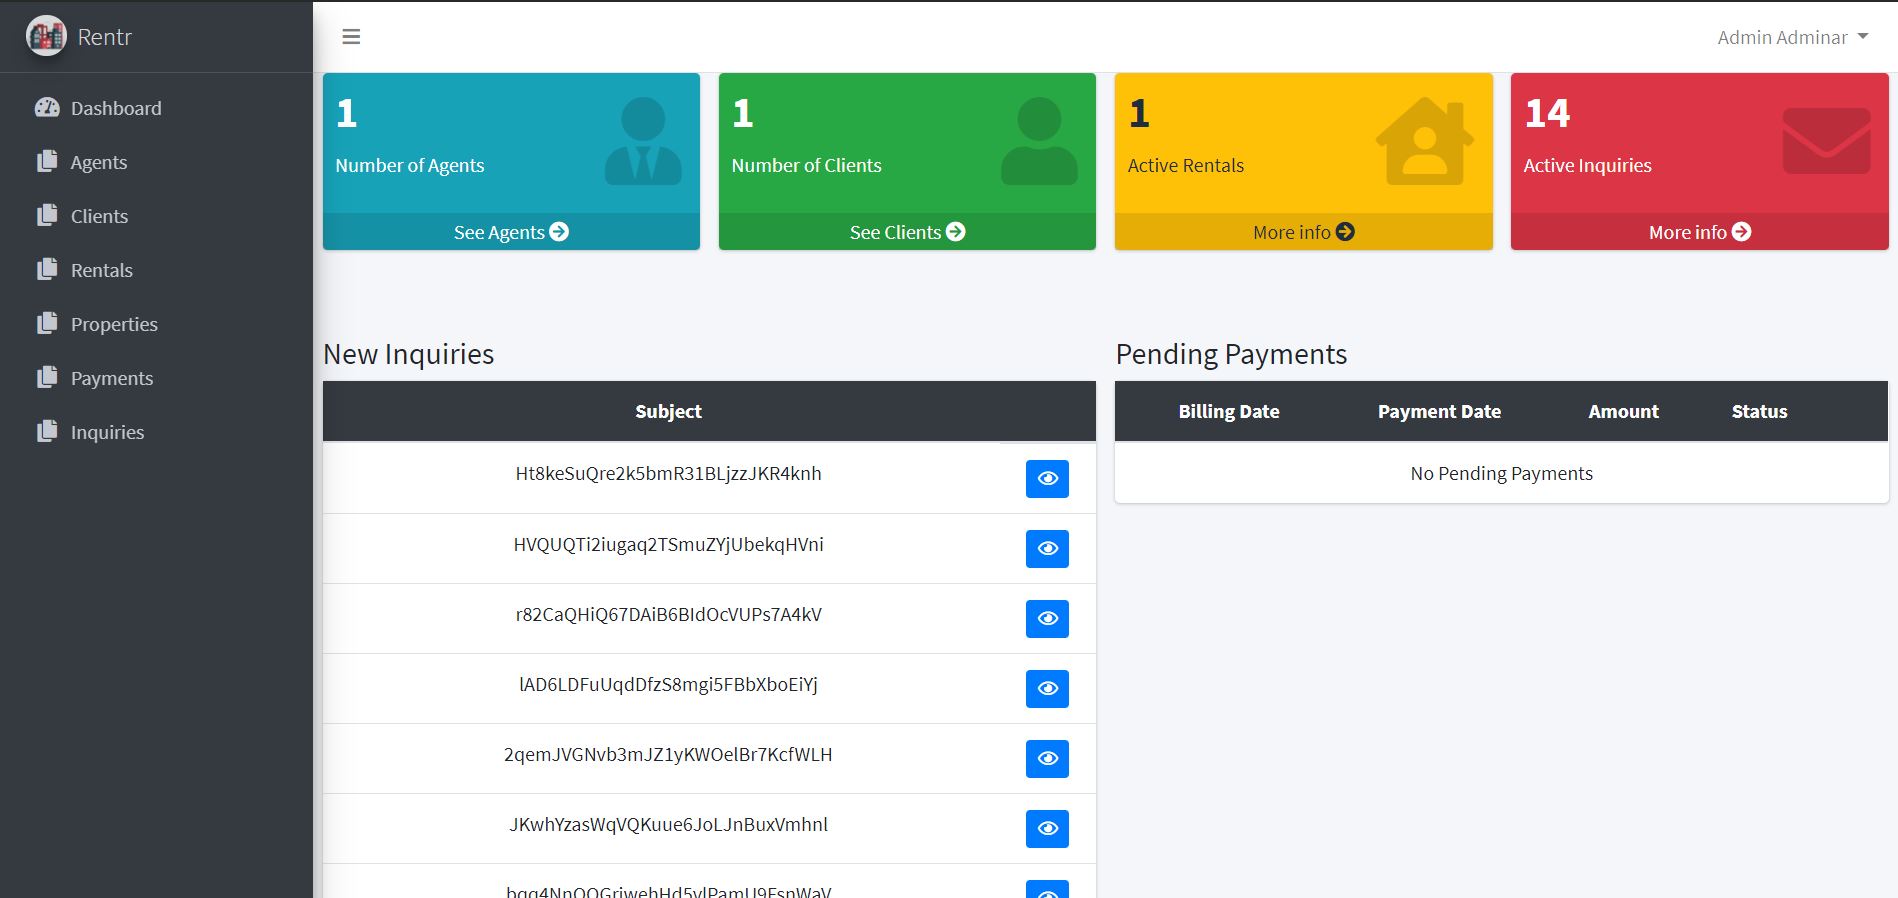 Rentr
Admin Adminar
Dashboard
Agents
Clients
Rentals
Properties
Payments
Inquiries
1
Number of Agents
See Agents
1
Number of Clients
See Clients
1
Active Rentals
More info
14
Active Inquiries
More info
New Inquiries
Subject
Ht8keSuQre2k5bmR31BLjzzJKR4knh
HVQUQTi2iugaq2TSmuZYjUbekqHVni
r82CaQHiQ67DAiB6BIdOcVUPs7A4kV
lAD6LDFuUqdDfzS8mgi5FBbXboEiYj
2qemJVGNvb3mJZ1yKWOelBr7KcfWLH
JKwhYzasWqVQKuue6JoLJnBuxVmhnl
Pending Payments
Billing Date Payment Date Amount Status
No Pending Payments